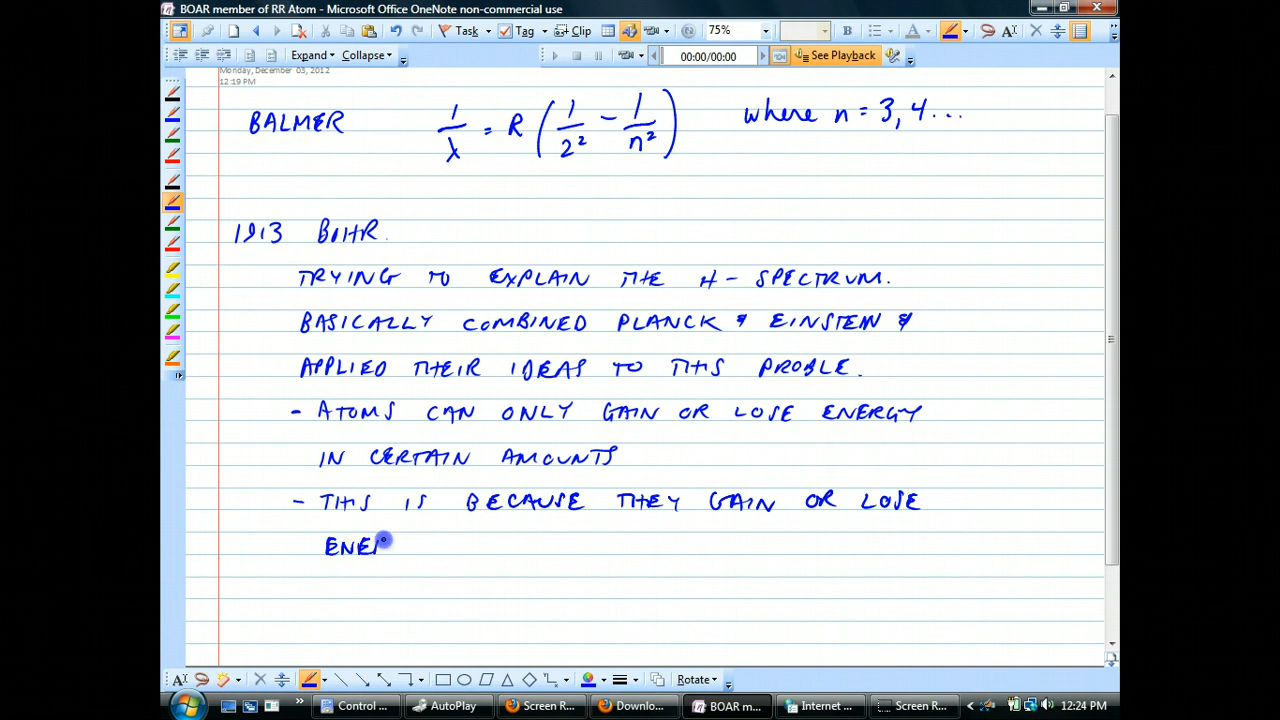 BOAR member of RR Atom - Microsoft Office OneNote non-commercial use
Task Tag Clip 75%
Expand Collapse 00:00/00:00 See Playback
Monday, December 03, 2012
12:19 PM
BALMER 1/λ = R (1/2² - 1/n²) where n = 3, 4 ...
1913 BOHR.
TRYING TO EXPLAIN THE H - SPECTRUM.
BASICALLY COMBINED PLANCK & EINSTEIN &
APPLIED THEIR IDEAS TO THIS PROBLE.
- ATOMS CAN ONLY GAIN OR LOSE ENERGY
IN CERTAIN AMOUNTS
- THIS IS BECAUSE THEY GAIN OR LOSE
ENE
Rotate
Control ... AutoPlay Screen R... Downlo... BOAR m... Internet ... Screen R... 12:24 PM